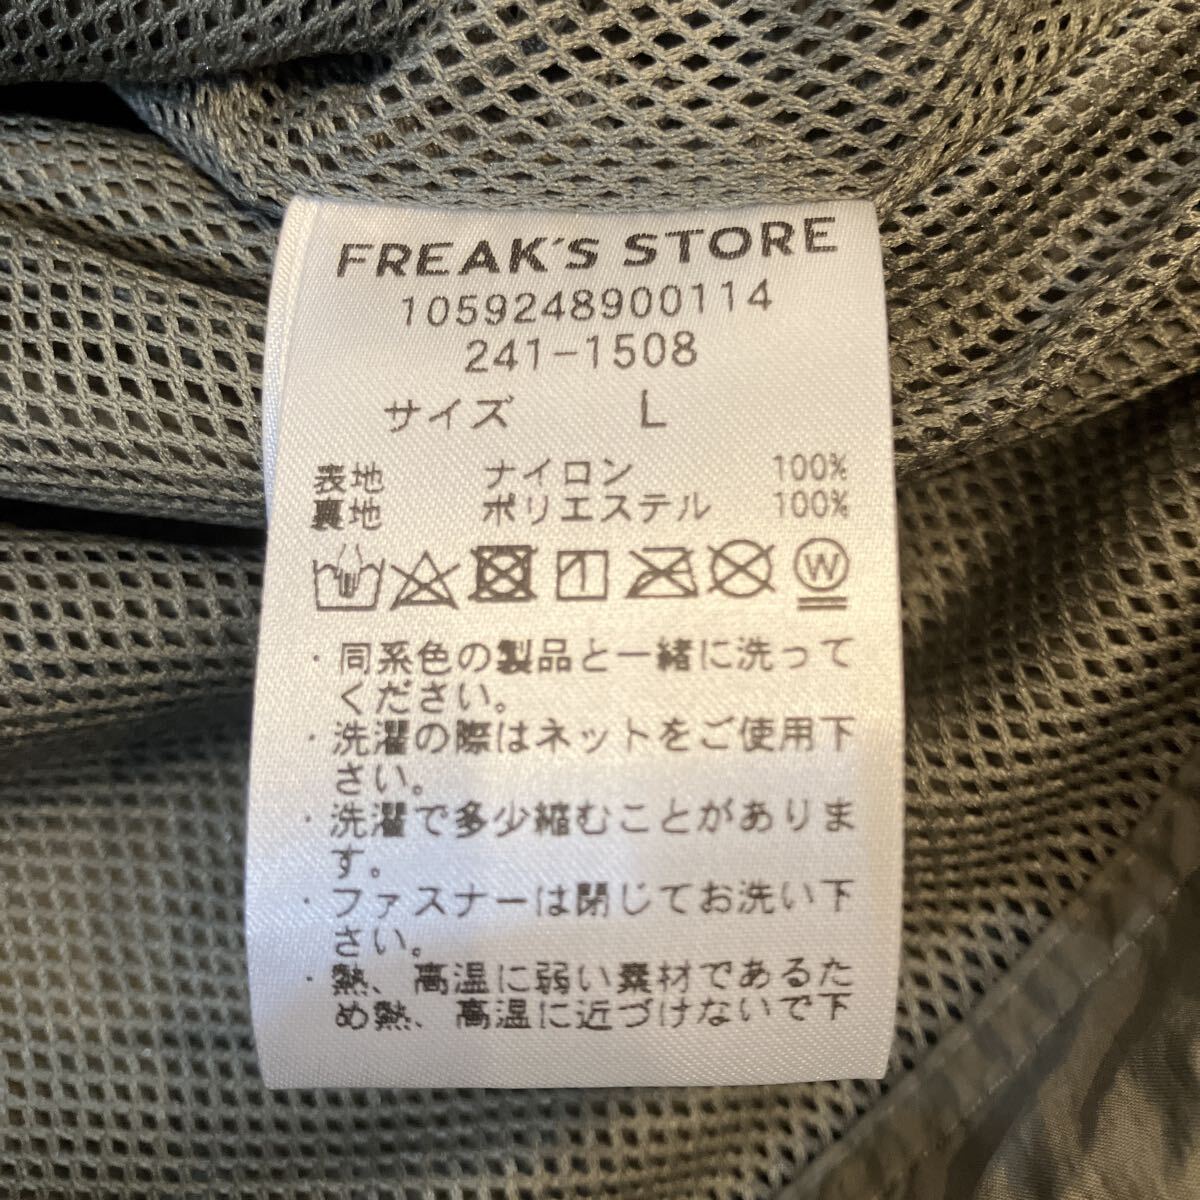 FREAK'S STORE
1059248900114
241-1508
サイズ L
表地 ナイロン 100%
裏地 ポリエステル 100%
W
・同系色の製品と一緒に洗って
ください。
・洗濯の際はネットをご使用下
さい。
・洗濯で多少縮むことがありま
す。
・ファスナーは閉じてお洗い下
さい。
・熱、高温に弱い素材であるた
め熱、高温に近づけないで下